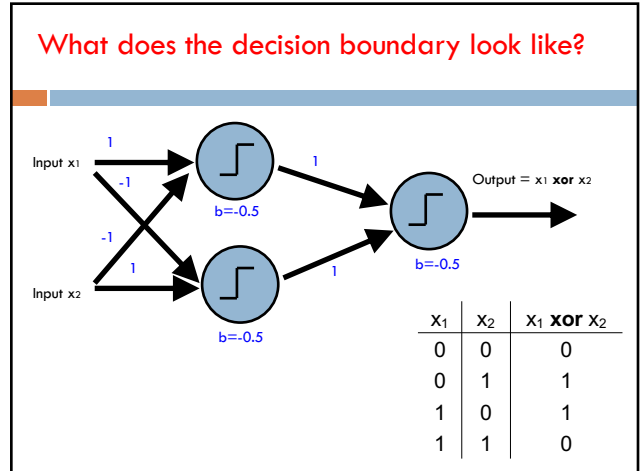 What does the decision boundary look like?
1
Input x1
-1
b=-0.5
1
Output = x1 xor x2
-1
1
Input x2
b=-0.5
1
b=-0.5
x1 x2 x1 xor x2
0 0 0
0 1 1
1 0 1
1 1 0